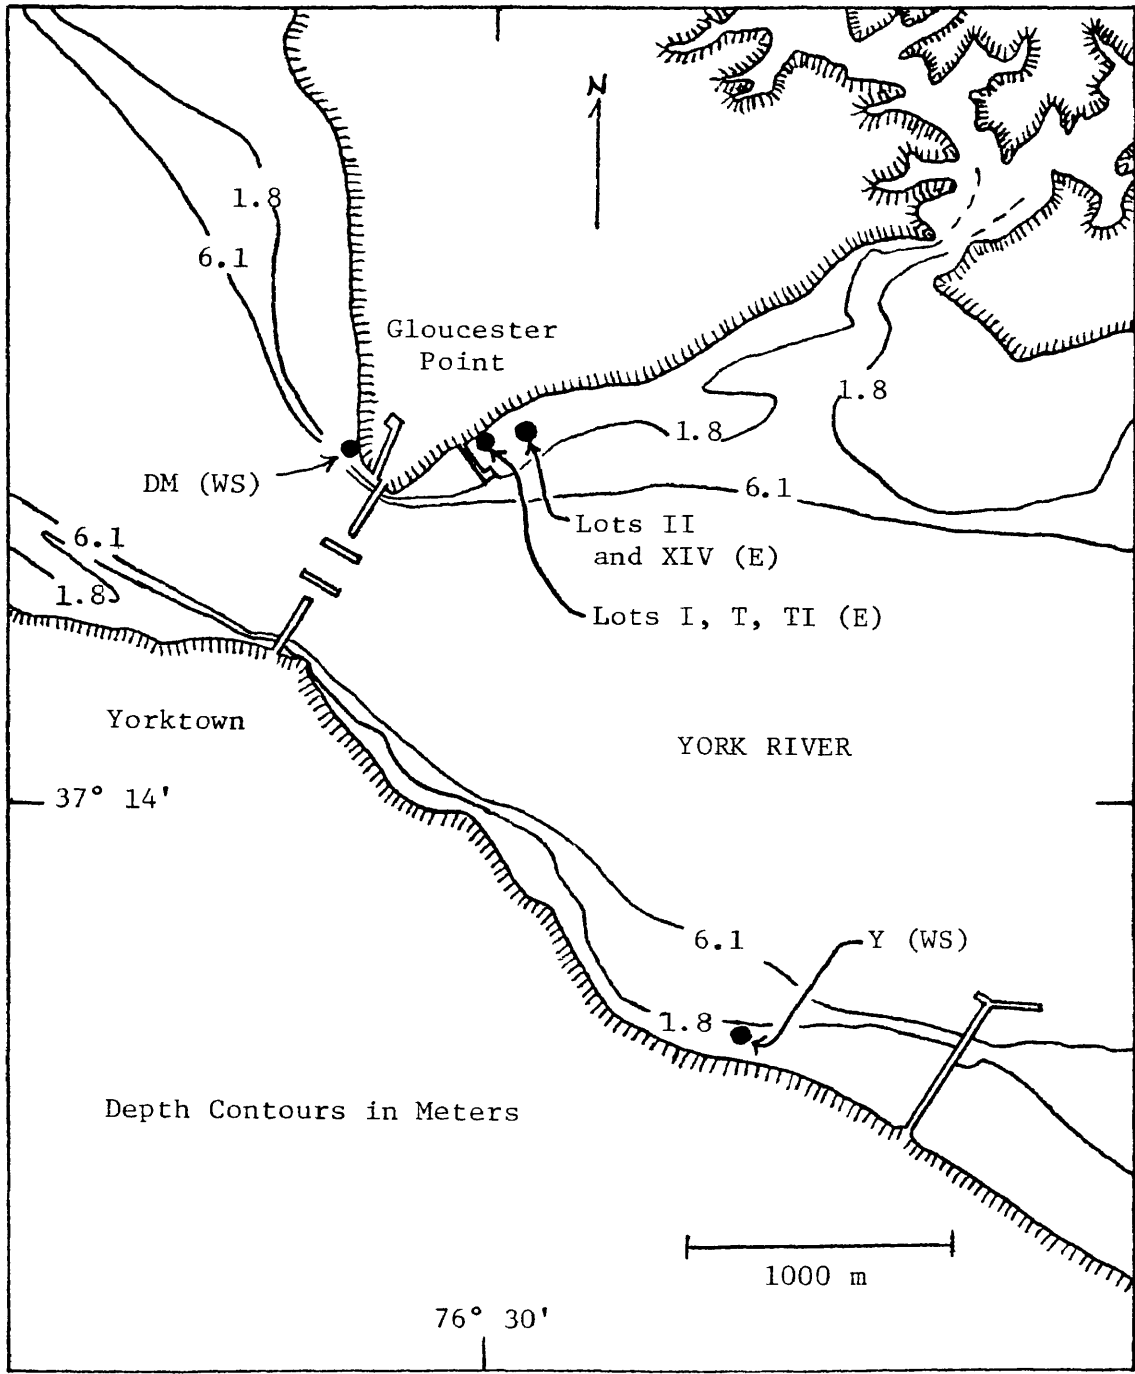 N
1.8
6.1
Gloucester
Point
1.8
1.8
DM (WS)
6.1
Lots II
and XIV (E)
6.1
1.8
Lots I, T, TI (E)
Yorktown
YORK RIVER
37° 14'
6.1
Y (WS)
1.8
Depth Contours in Meters
1000 m
76° 30'